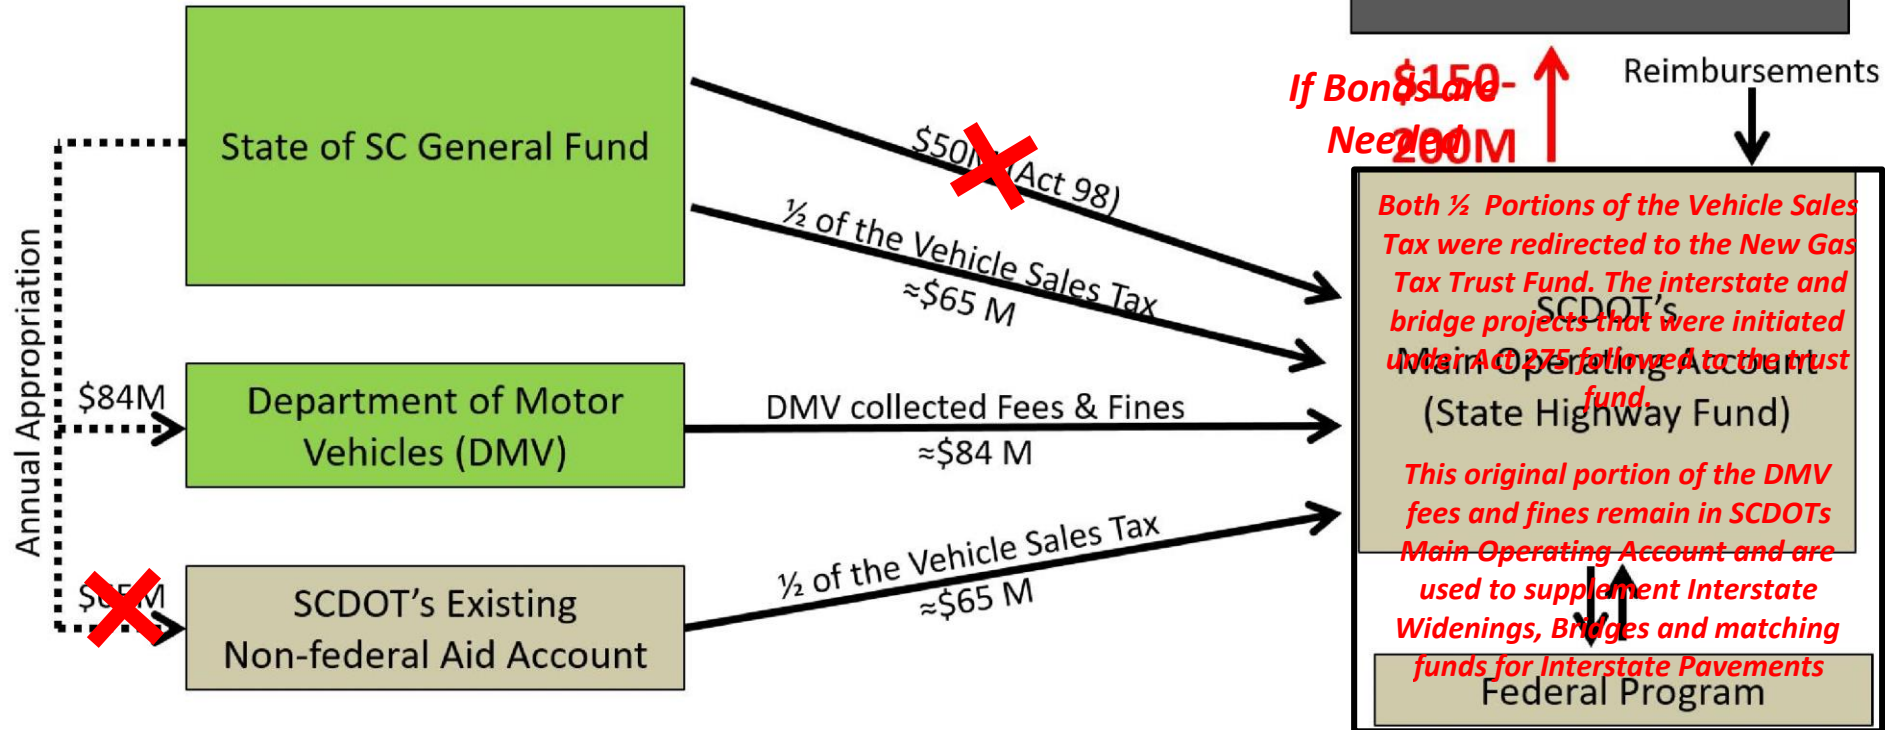 If Bonds are
Needed
$150-
200M
Reimbursements
State of SC General Fund
$50M (Act 98)
½ of the Vehicle Sales Tax
≈$65 M
Annual Appropriation
$84M
Department of Motor
Vehicles (DMV)
DMV collected Fees & Fines
≈$84 M
$65M
SCDOT's Existing
Non-federal Aid Account
½ of the Vehicle Sales Tax
≈$65 M
Both ½ Portions of the Vehicle Sales
Tax were redirected to the New Gas
Tax Trust Fund. The interstate and
bridge projects that were initiated
under Act 275 followed to the trust
fund.
SCDOT's
Main Operating Account
(State Highway Fund)
This original portion of the DMV
fees and fines remain in SCDOTs
Main Operating Account and are
used to supplement Interstate
Widenings, Bridges and matching
funds for Interstate Pavements
Federal Program